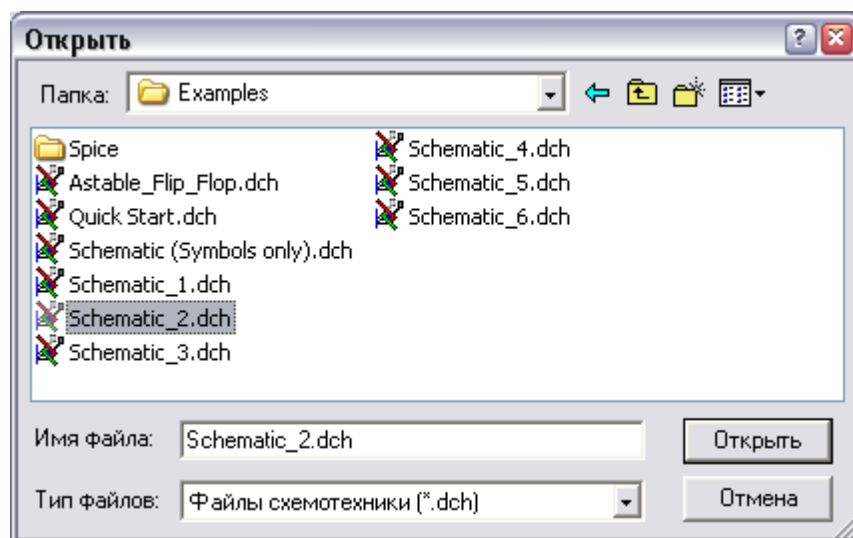 Открыть
Папка: Examples
Spice
Astable_Flip_Flop.dch
Quick Start.dch
Schematic (Symbols only).dch
Schematic_1.dch
Schematic_2.dch
Schematic_3.dch
Schematic_4.dch
Schematic_5.dch
Schematic_6.dch
Имя файла: Schematic_2.dch
Открыть
Тип файлов: Файлы схемотехники (*.dch)
Отмена